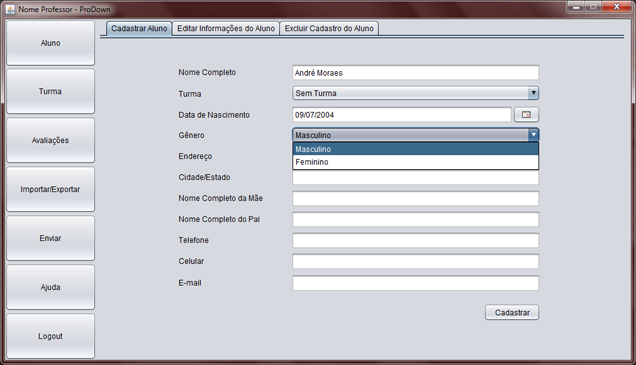 Nome Professor - ProDown
Aluno
Turma
Avaliações
Importar/Exportar
Enviar
Ajuda
Logout
Cadastrar Aluno
Editar Informações do Aluno
Excluir Cadastro do Aluno
Nome Completo
André Moraes
Turma
Sem Turma
Data de Nascimento
09/07/2004
Gênero
Masculino
Masculino
Feminino
Endereço
Cidade/Estado
Nome Completo da Mãe
Nome Completo do Pai
Telefone
Celular
E-mail
Cadastrar